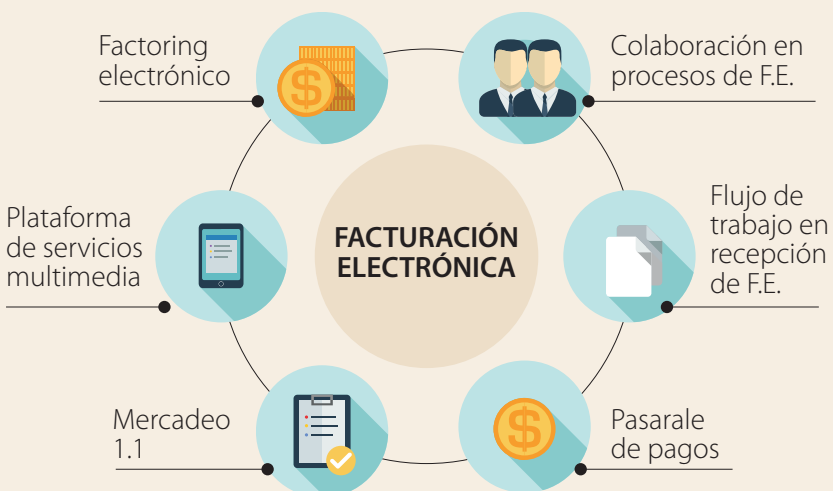 Factoring
electrónico
Colaboración en
procesos de F.E.
Plataforma
de servicios
multimedia
FACTURACIÓN
ELECTRÓNICA
Flujo de
trabajo en
recepción
de F.E.
Mercadeo
1.1
Pasarale
de pagos